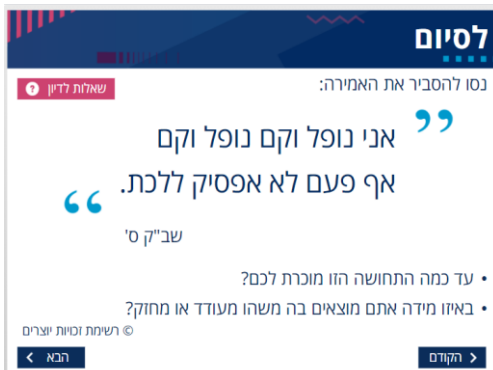 לסיום
נסו להסביר את האמירה:
שאלות לדיון ?
”
אני נופל וקם נופל וקם
אף פעם לא אפסיק ללכת.
“
שב"ק ס'
• עד כמה התחושה הזו מוכרת לכם?
• באיזו מידה אתם מוצאים בה משהו מעודד או מחזק?
© רשימת זכויות יוצרים
< הקודם
הבא >